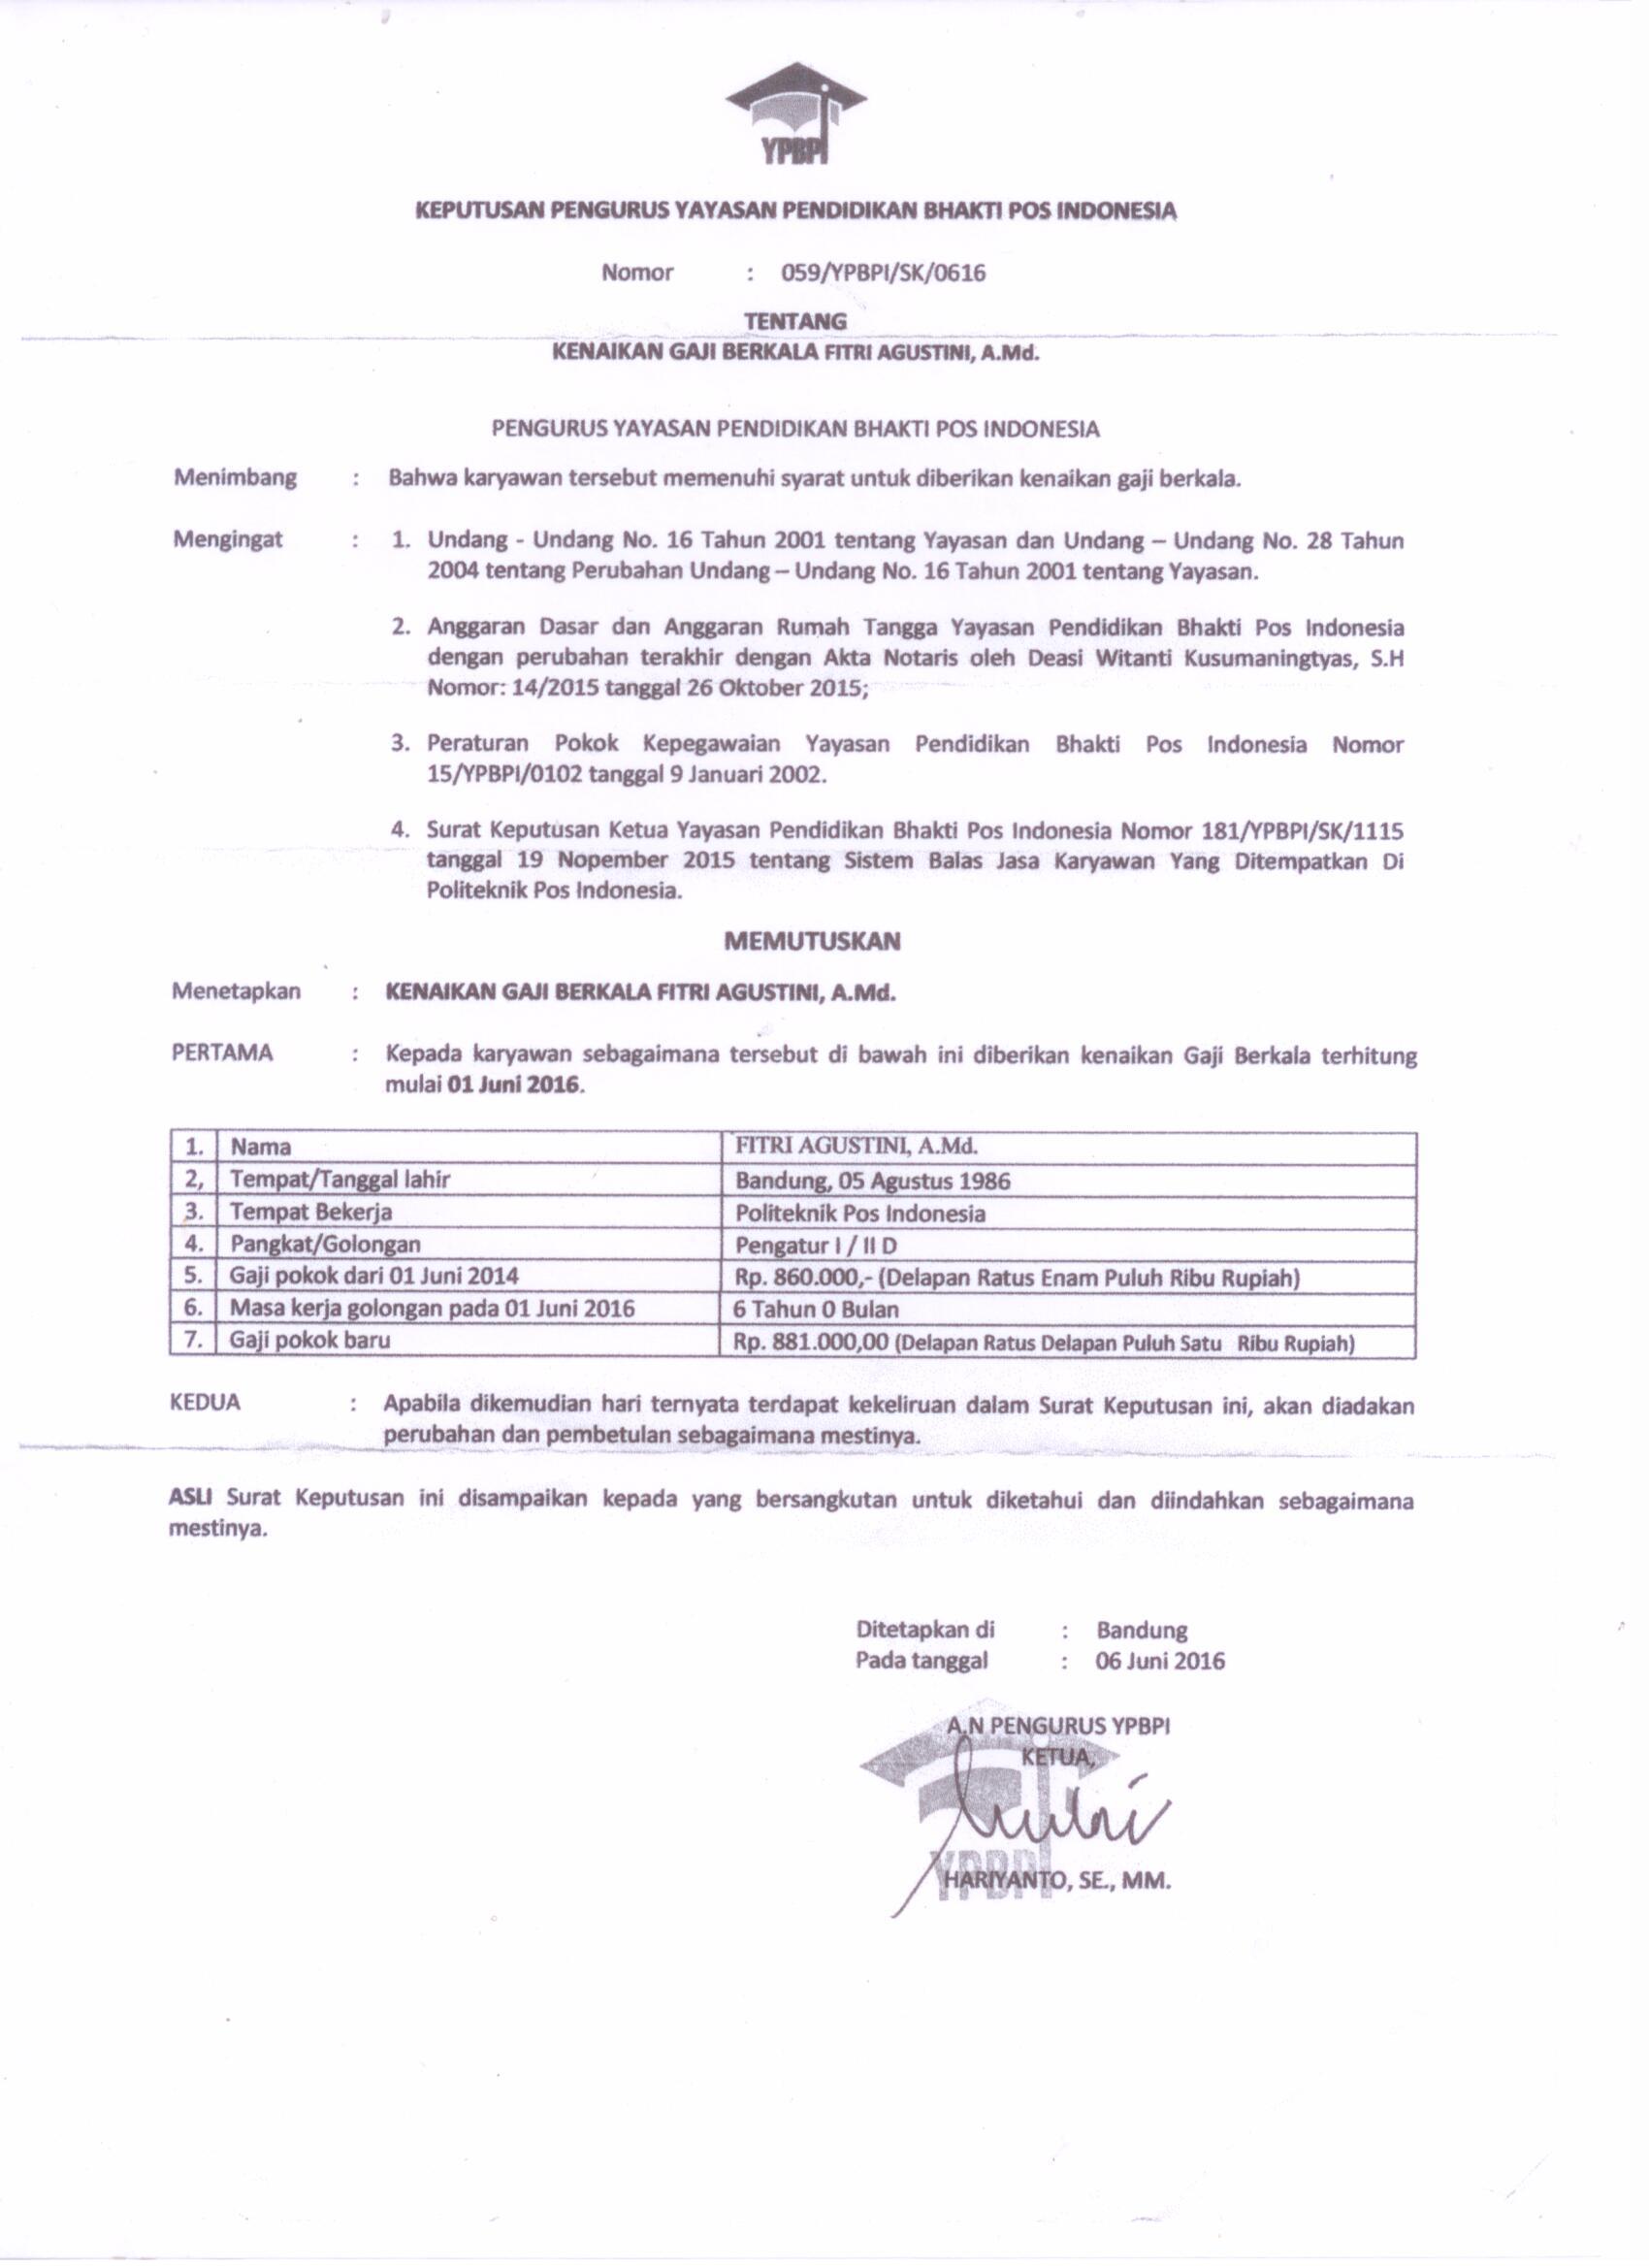 YPBPI
KEPUTUSAN PENGURUS YAYASAN PENDIDIKAN BHAKTI POS INDONESIA
Nomor : 059/YPBPI/SK/0616
TENTANG
KENAIKAN GAJI BERKALA FITRI AGUSTINI, A.Md.
PENGURUS YAYASAN PENDIDIKAN BHAKTI POS INDONESIA
Menimbang : Bahwa karyawan tersebut memenuhi syarat untuk diberikan kenaikan gaji berkala.
Mengingat : 1. Undang - Undang No. 16 Tahun 2001 tentang Yayasan dan Undang – Undang No. 28 Tahun
2004 tentang Perubahan Undang – Undang No. 16 Tahun 2001 tentang Yayasan.
2. Anggaran Dasar dan Anggaran Rumah Tangga Yayasan Pendidikan Bhakti Pos Indonesia
dengan perubahan terakhir dengan Akta Notaris oleh Deasi Witanti Kusumaningtyas, S.H
Nomor: 14/2015 tanggal 26 Oktober 2015;
3. Peraturan Pokok Kepegawaian Yayasan Pendidikan Bhakti Pos Indonesia Nomor
15/YPBPI/0102 tanggal 9 Januari 2002.
4. Surat Keputusan Ketua Yayasan Pendidikan Bhakti Pos Indonesia Nomor 181/YPBPI/SK/1115
tanggal 19 Nopember 2015 tentang Sistem Balas Jasa Karyawan Yang Ditempatkan Di
Politeknik Pos Indonesia.
MEMUTUSKAN
Menetapkan : KENAIKAN GAJI BERKALA FITRI AGUSTINI, A.Md.
PERTAMA : Kepada karyawan sebagaimana tersebut di bawah ini diberikan kenaikan Gaji Berkala terhitung
mulai 01 Juni 2016.
1. Nama FITRI AGUSTINI, A.Md.
2, Tempat/Tanggal lahir Bandung, 05 Agustus 1986
3. Tempat Bekerja Politeknik Pos Indonesia
4. Pangkat/Golongan Pengatur I / II D
5. Gaji pokok dari 01 Juni 2014 Rp. 860.000,- (Delapan Ratus Enam Puluh Ribu Rupiah)
6. Masa kerja golongan pada 01 Juni 2016 6 Tahun 0 Bulan
7. Gaji pokok baru Rp. 881.000,00 (Delapan Ratus Delapan Puluh Satu Ribu Rupiah)
KEDUA : Apabila dikemudian hari ternyata terdapat kekeliruan dalam Surat Keputusan ini, akan diadakan
perubahan dan pembetulan sebagaimana mestinya.
ASLI Surat Keputusan ini disampaikan kepada yang bersangkutan untuk diketahui dan diindahkan sebagaimana
mestinya.
Ditetapkan di : Bandung
Pada tanggal : 06 Juni 2016
A.N PENGURUS YPBPI
KETUA,
YPBPI
HARIYANTO, SE., MM.